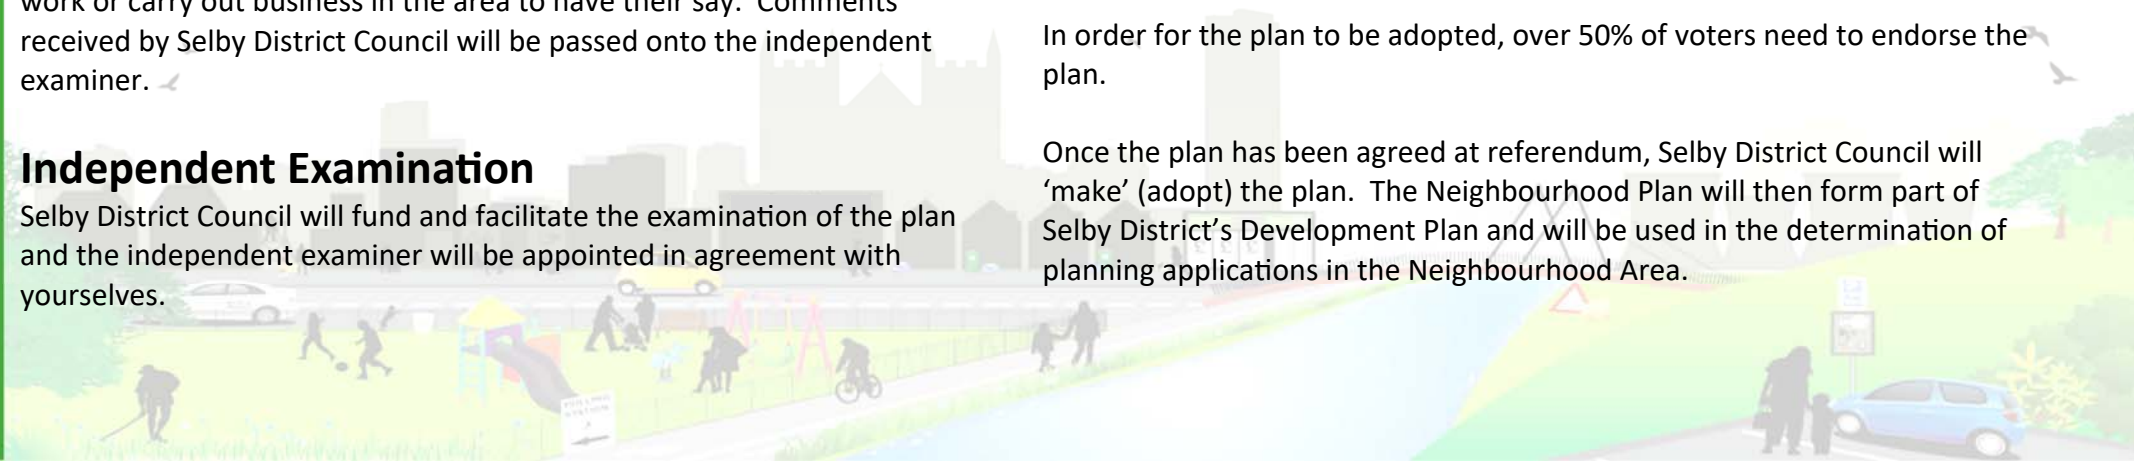 work or carry out business in the area to have their say.  Comments
received by Selby District Council will be passed onto the independent
examiner.
Independent Examination
Selby District Council will fund and facilitate the examination of the plan
and the independent examiner will be appointed in agreement with
yourselves.
POLLING
STATION
In order for the plan to be adopted, over 50% of voters need to endorse the
plan.
Once the plan has been agreed at referendum, Selby District Council will
‘make’ (adopt) the plan.  The Neighbourhood Plan will then form part of
Selby District’s Development Plan and will be used in the determination of
planning applications in the Neighbourhood Area.